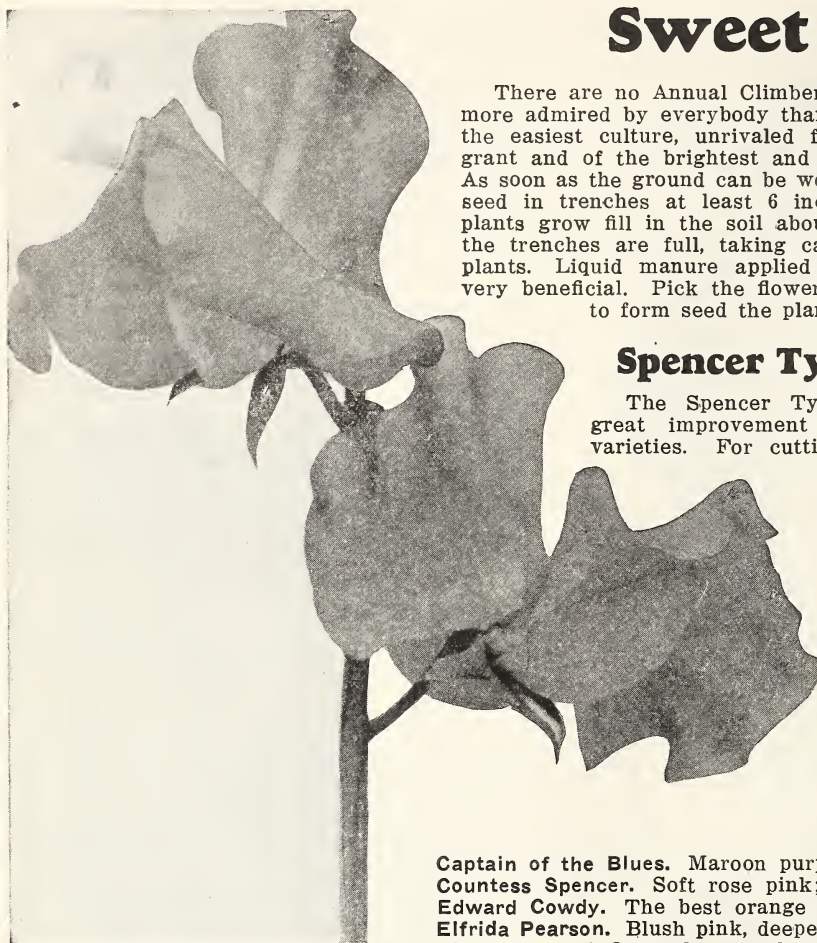 Sweet
There are no Annual Climber
more admired by everybody tha
the easiest culture, unrivaled f
grant and of the brightest and
As soon as the ground can be w
seed in trenches at least 6 in
plants grow fill in the soil abou
the trenches are full, taking ca
plants. Liquid manure applied
very beneficial. Pick the flower
to form seed the plan
Spencer Ty
The Spencer Ty
great improvement
varieties. For cutti
Captain of the Blues. Maroon pur
Countess Spencer. Soft rose pink;
Edward Cowdy. The best orange
Elfrida Pearson. Blush pink, deepe